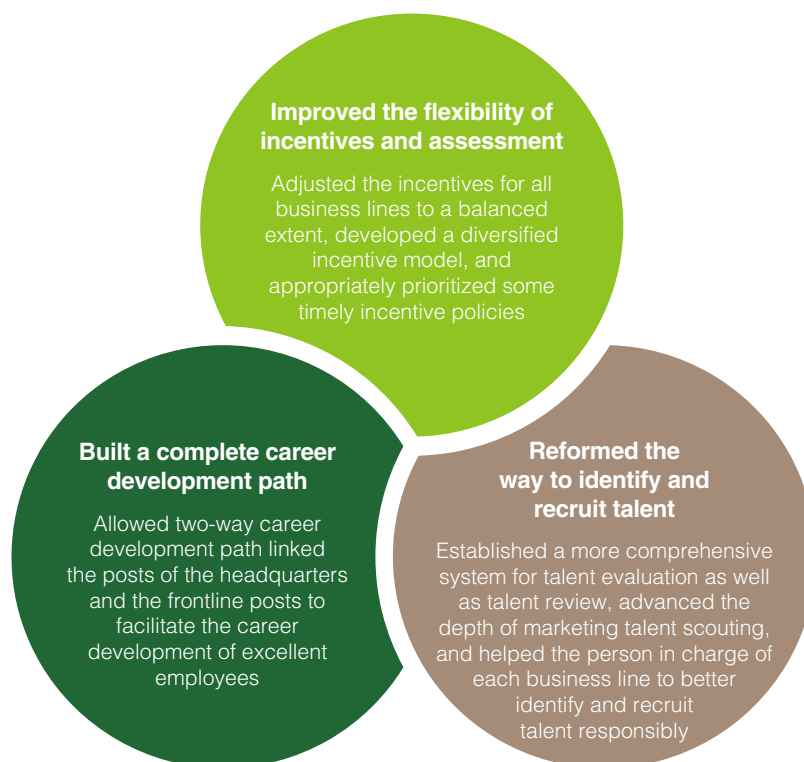 Improved the flexibility of
incentives and assessment
Adjusted the incentives for all
business lines to a balanced
extent, developed a diversified
incentive model, and
appropriately prioritized some
timely incentive policies
Built a complete career
development path
Allowed two-way career
development path linked
the posts of the headquarters
and the frontline posts to
facilitate the career
development of excellent
employees
Reformed the
way to identify and
recruit talent
Established a more comprehensive
system for talent evaluation as well
as talent review, advanced the
depth of marketing talent scouting,
and helped the person in charge of
each business line to better
identify and recruit
talent responsibly